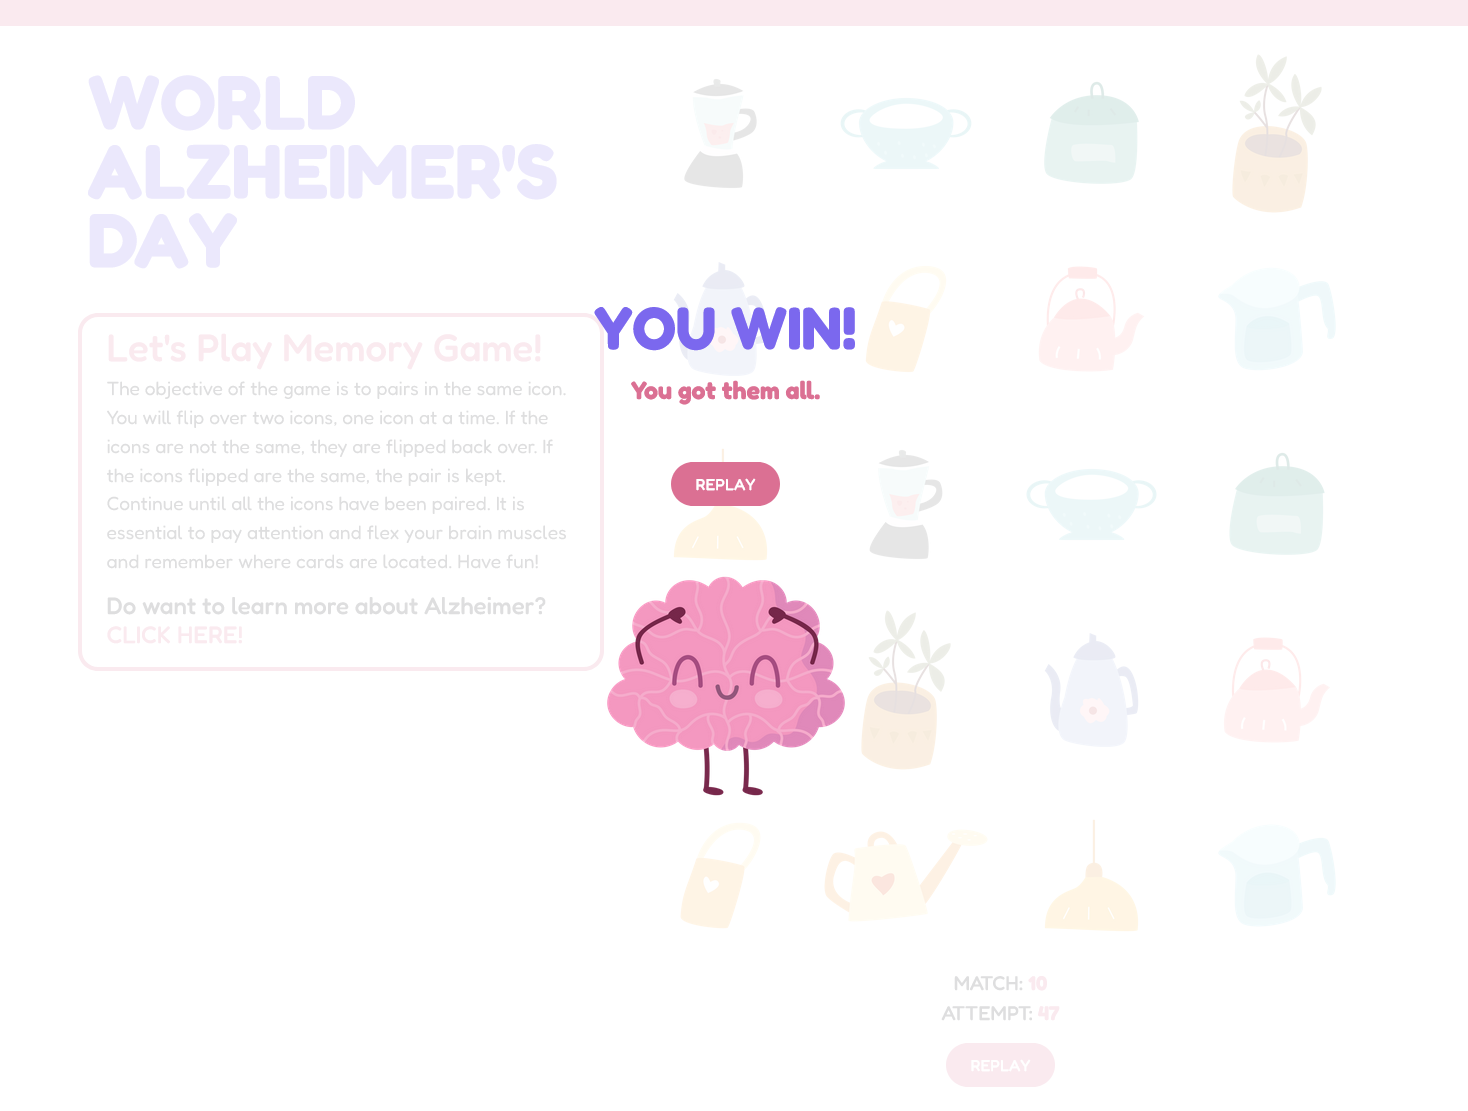 WORLD
ALZHEIMER'S
DAY
Let's Play Memory Game!
The objective of the game is to pairs in the same icon.
You will flip over two icons, one icon at a time. If the
icons are not the same, they are flipped back over. If
the icons flipped are the same, the pair is kept.
Continue until all the icons have been paired. It is
essential to pay attention and flex your brain muscles
and remember where cards are located. Have fun!
Do want to learn more about Alzheimer?
CLICK HERE!
YOU WIN!
You got them all.
REPLAY
MATCH: 10
ATTEMPT: 47
REPLAY